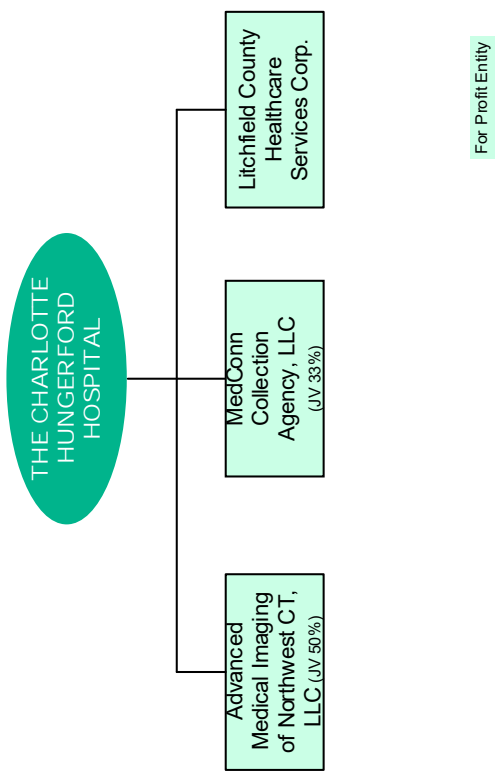 THE CHARLOTTE
HUNGERFORD
HOSPITAL
Advanced
Medical Imaging
of Northwest CT,
LLC (JV 50%)
MedConn
Collection
Agency, LLC
(JV 33%)
Litchfield County
Healthcare
Services Corp.
For Profit Entity